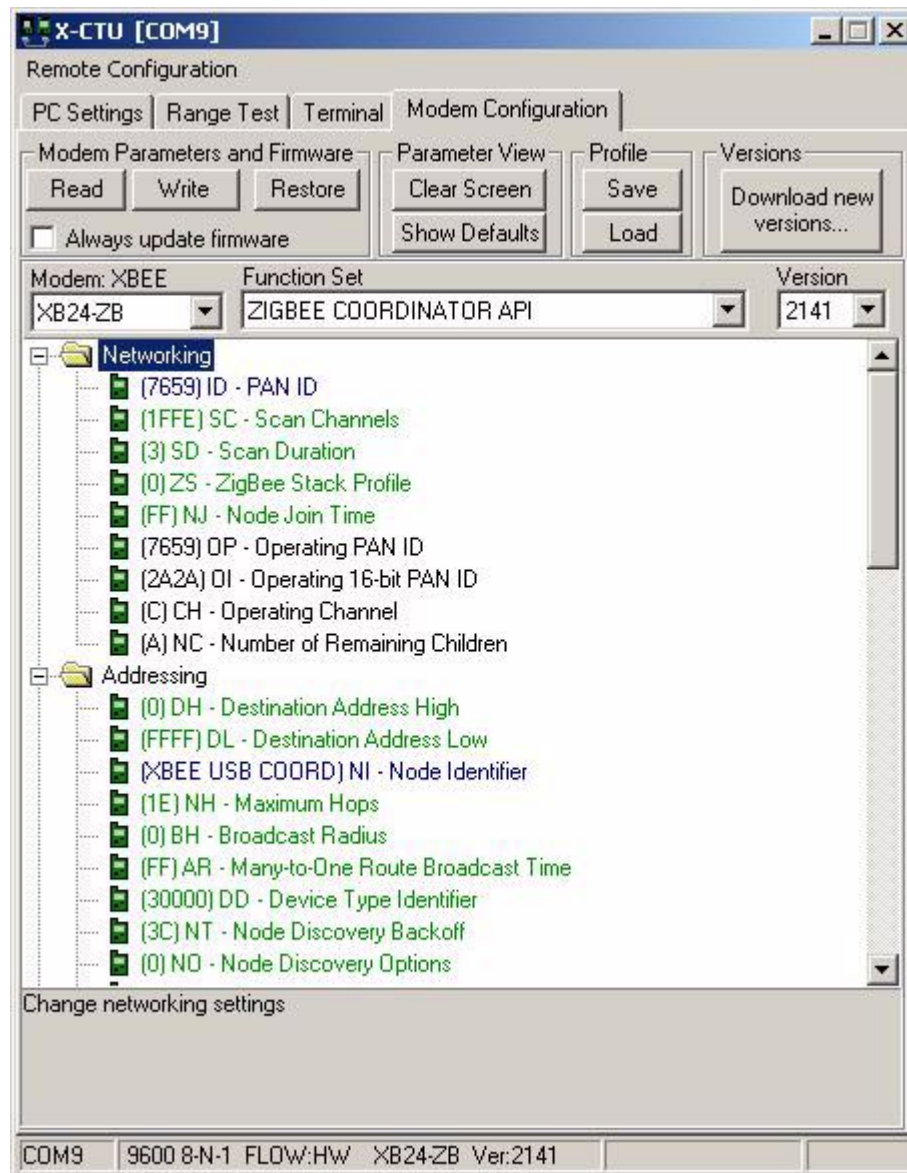 X-CTU [COM9]
Remote Configuration
PC Settings Range Test Terminal Modem Configuration
Modem Parameters and Firmware Parameter View Profile Versions
Read Write Restore Clear Screen Save Download new versions...
Always update firmware Show Defaults Load
Modem: XBEE Function Set Version
XB24-ZB ZIGBEE COORDINATOR API 2141
Networking
(7659) ID - PAN ID
(1FFE) SC - Scan Channels
(3) SD - Scan Duration
(0) ZS - ZigBee Stack Profile
(FF) NJ - Node Join Time
(7659) OP - Operating PAN ID
(2A2A) OI - Operating 16-bit PAN ID
(C) CH - Operating Channel
(A) NC - Number of Remaining Children
Addressing
(0) DH - Destination Address High
(FFFF) DL - Destination Address Low
(XBEE USB COORD) NI - Node Identifier
(1E) NH - Maximum Hops
(0) BH - Broadcast Radius
(FF) AR - Many-to-One Route Broadcast Time
(30000) DD - Device Type Identifier
(3C) NT - Node Discovery Backoff
(0) NO - Node Discovery Options
Change networking settings
COM9 9600 8-N-1 FLOW:HW XB24-ZB Ver:2141